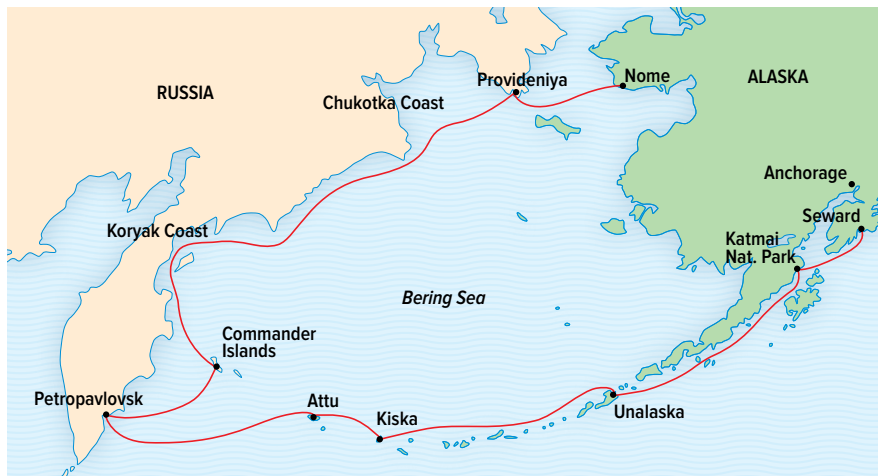 Provideniya
Nome
ALASKA
RUSSIA
Chukotka Coast
Anchorage
Seward
Koryak Coast
Katmai
Nat. Park
Bering Sea
Commander
Islands
Petropavlovsk
Attu
Kiska
Unalaska